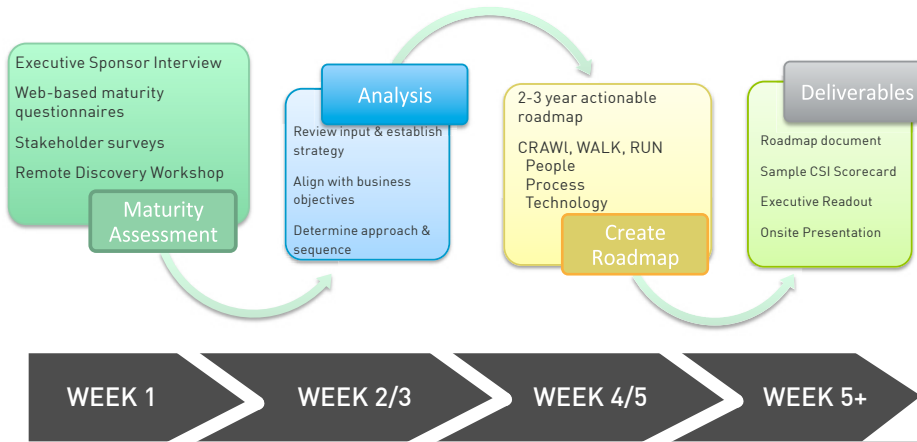 Executive Sponsor Interview
Web-based maturity
questionnaires
Stakeholder surveys
Remote Discovery Workshop
Maturity
Assessment
Analysis
Review input & establish
strategy
Align with business
objectives
Determine approach &
sequence
2-3 year actionable
roadmap
CRAWl, WALK, RUN
People
Process
Technology
Create
Roadmap
Deliverables
Roadmap document
Sample CSI Scorecard
Executive Readout
Onsite Presentation
WEEK 1
WEEK 2/3
WEEK 4/5
WEEK 5+